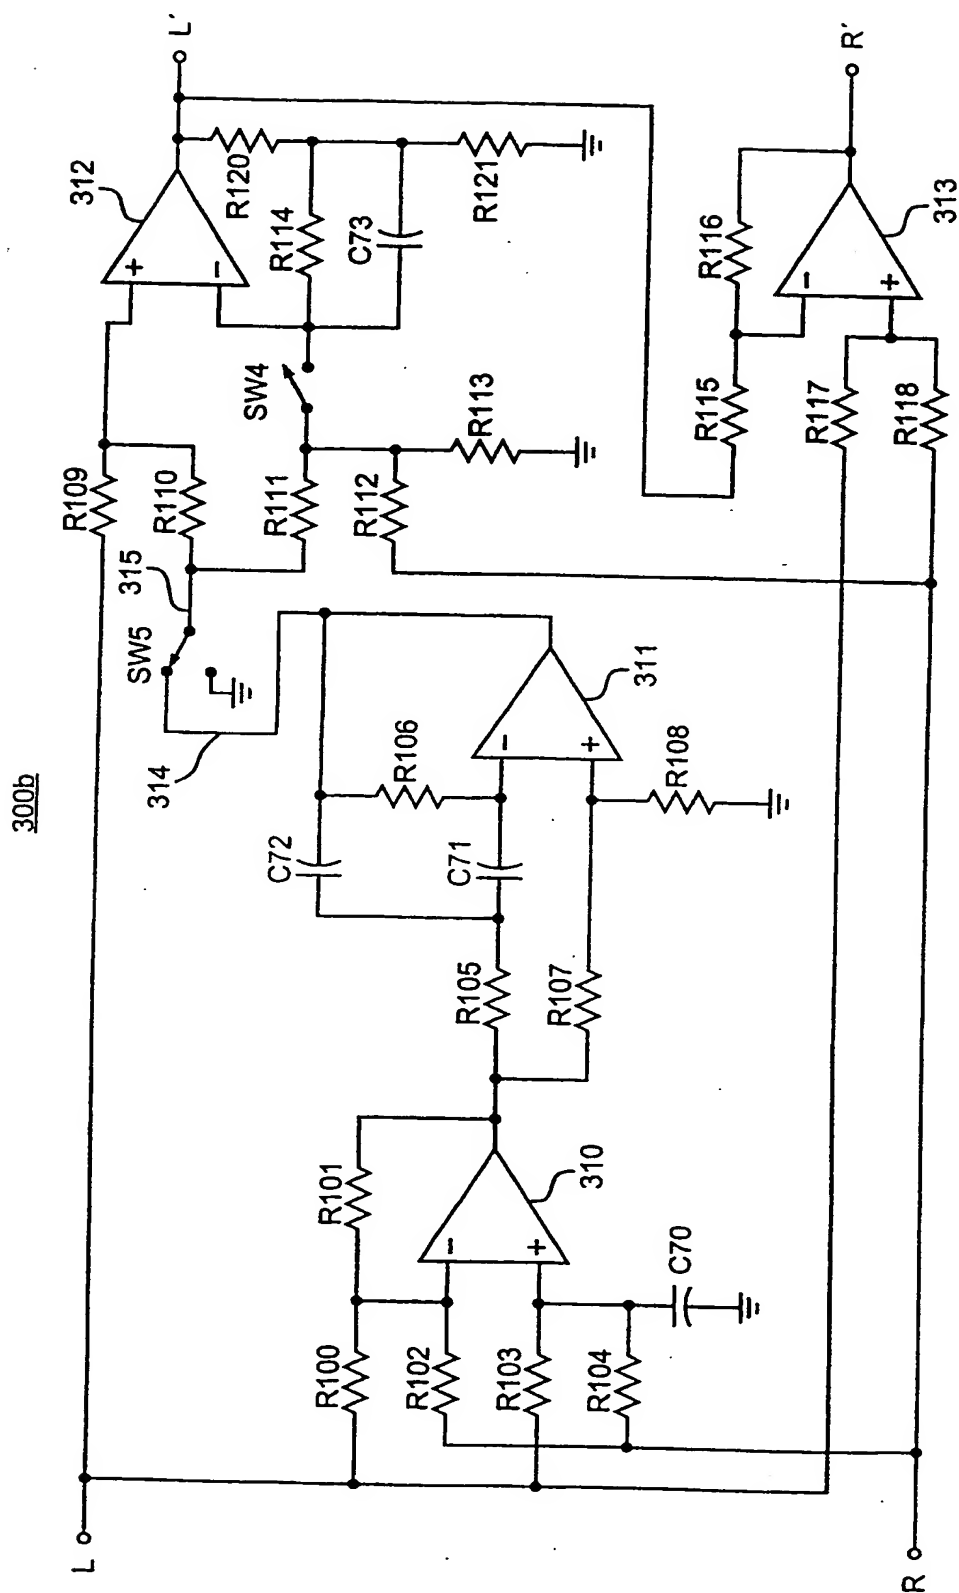 300b
L
R
R100
R101
R102
R103
R104
C70
-
+
310
R105
R107
C72
C71
R106
R108
-
+
311
314
SW5
315
R109
R110
R111
R112
R113
SW4
+
-
312
R120
R114
C73
R121
L'
R115
R116
R117
R118
-
+
313
R'